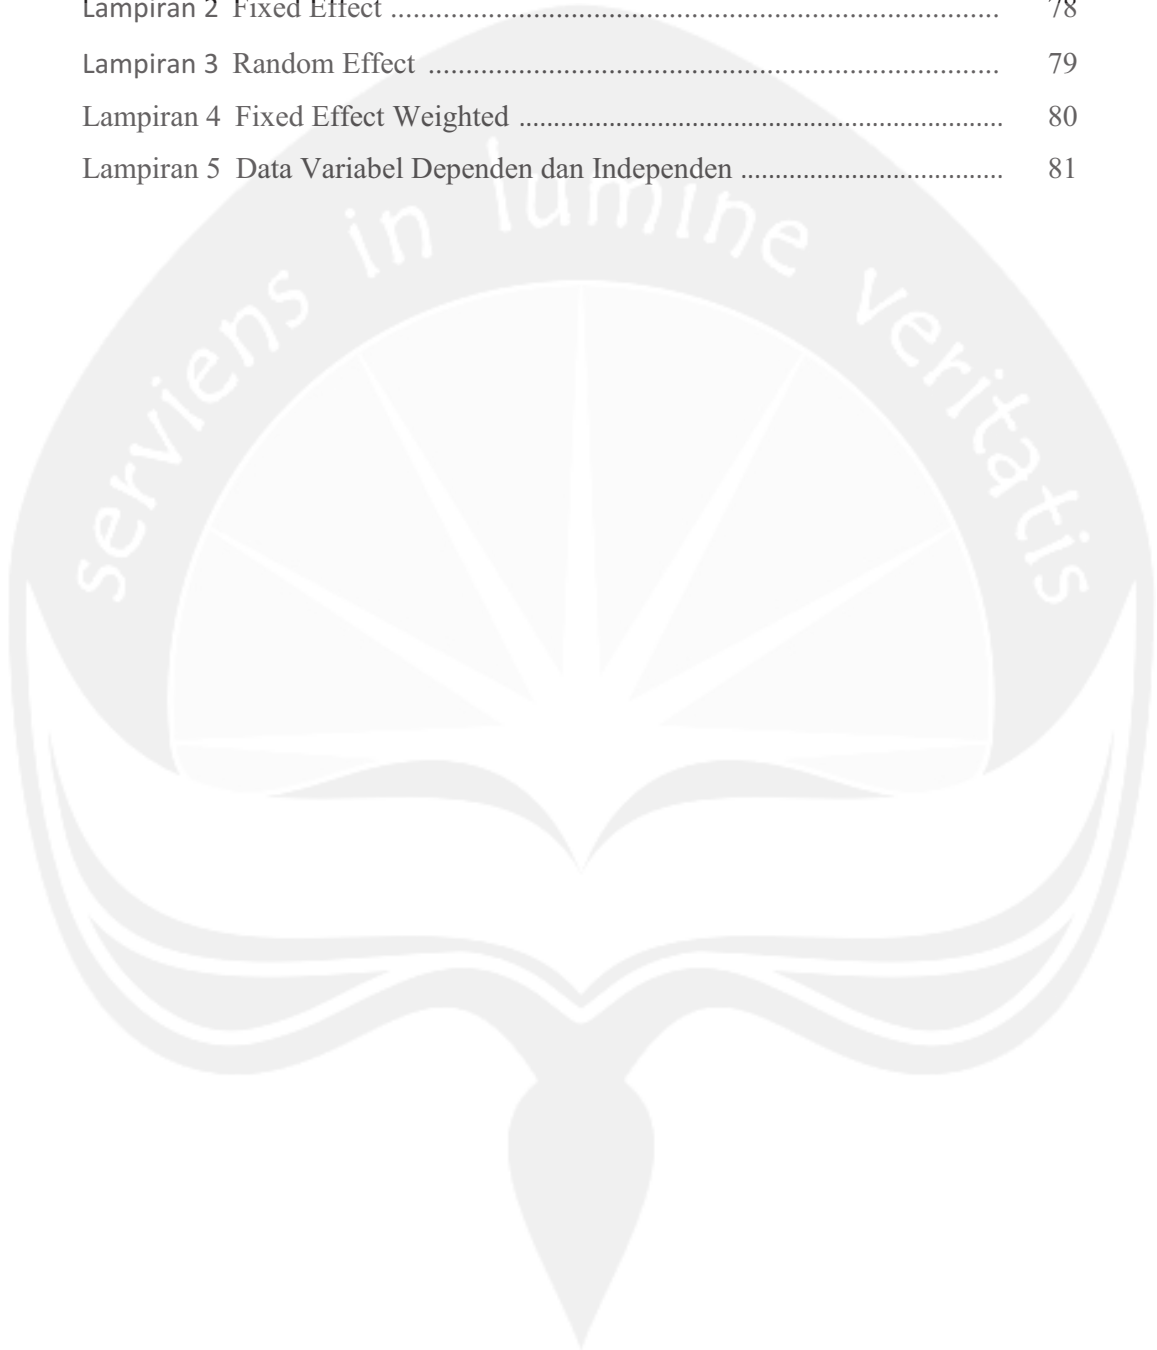 Lampiran 2 Fixed Effect ................................................................................. 78
Lampiran 3 Random Effect ............................................................................ 79
Lampiran 4 Fixed Effect Weighted ...................................................................... 80
Lampiran 5 Data Variabel Dependen dan Independen ...................................... 81
serviens in lumine veritatis